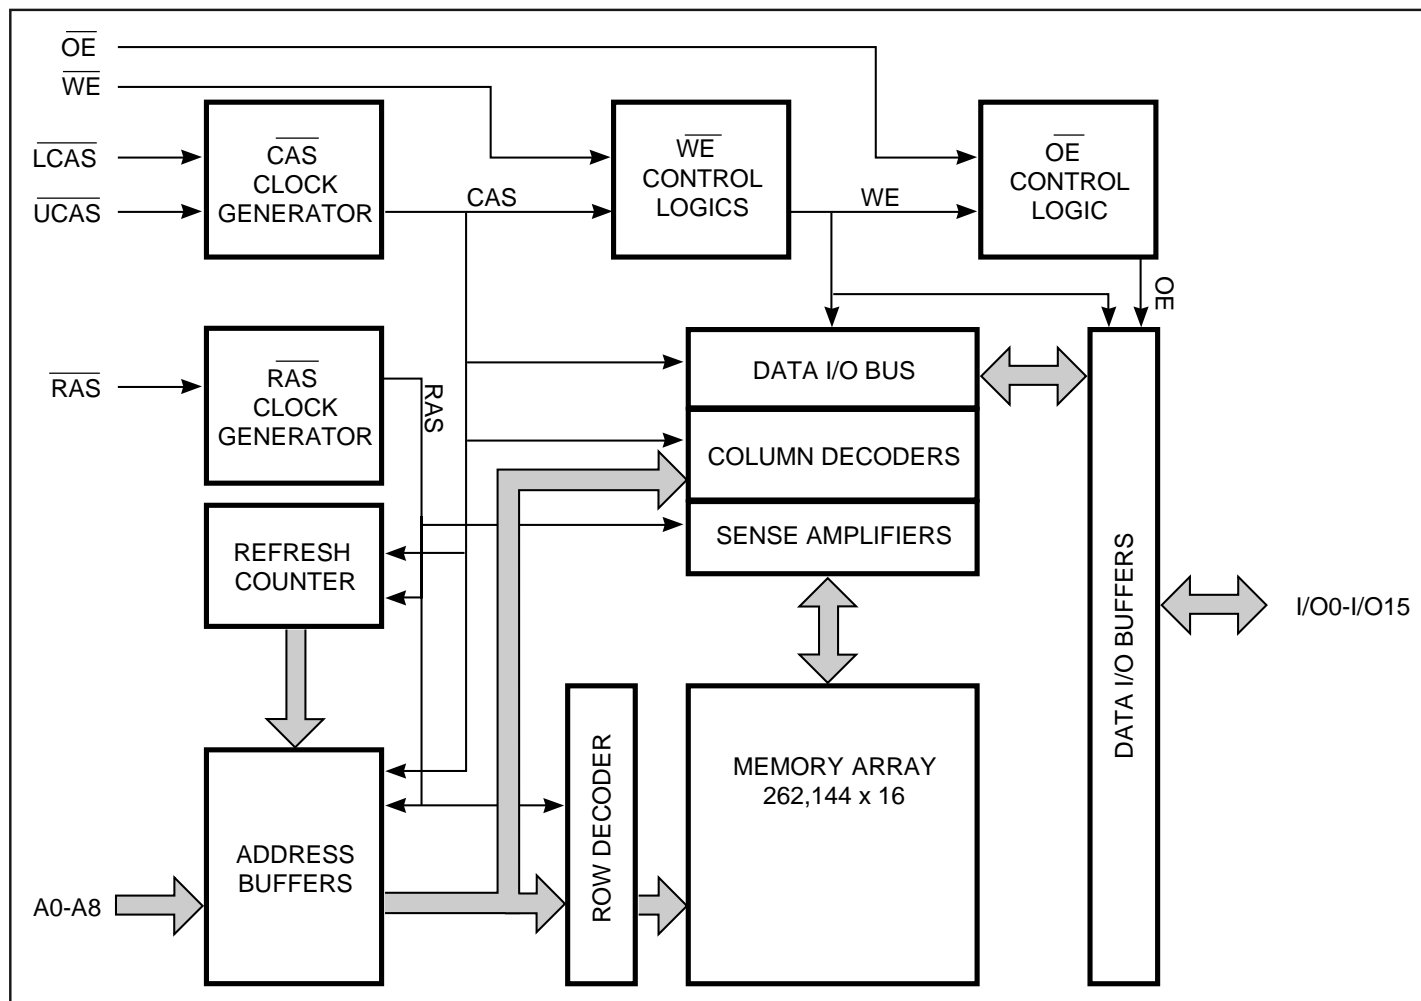 OE
WE
LCAS
UCAS
CAS
CLOCK
GENERATOR
CAS
WE
CONTROL
LOGICS
WE
OE
CONTROL
LOGIC
OE
RAS
RAS
CLOCK
GENERATOR
RAS
DATA I/O BUS
COLUMN DECODERS
SENSE AMPLIFIERS
REFRESH
COUNTER
DATA I/O BUFFERS
I/O0-I/O15
ROW DECODER
MEMORY ARRAY
262,144 x 16
ADDRESS
BUFFERS
A0-A8